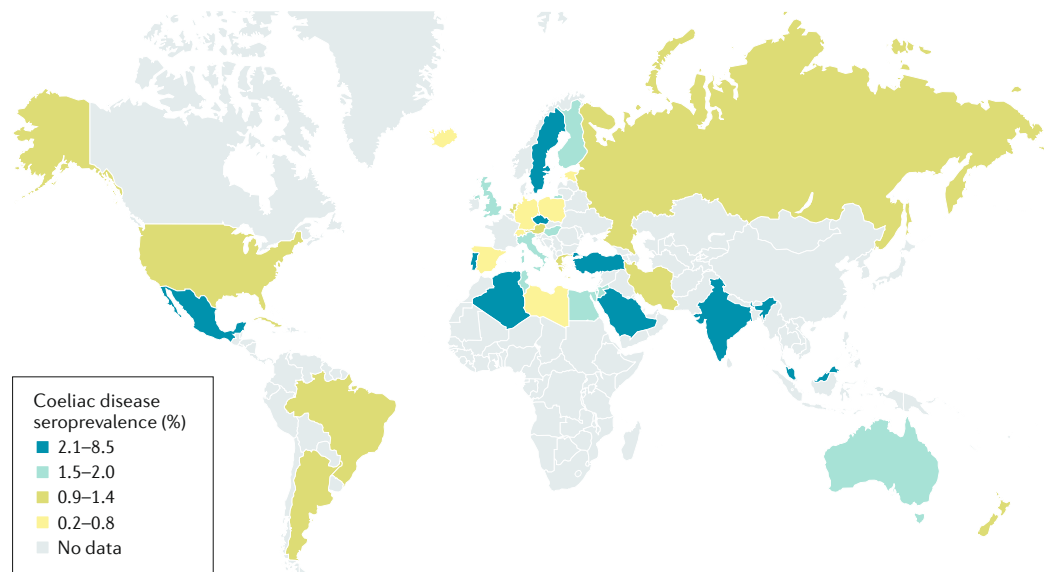 Coeliac disease
seroprevalence (%)
2.1–8.5
1.5–2.0
0.9–1.4
0.2–0.8
No data